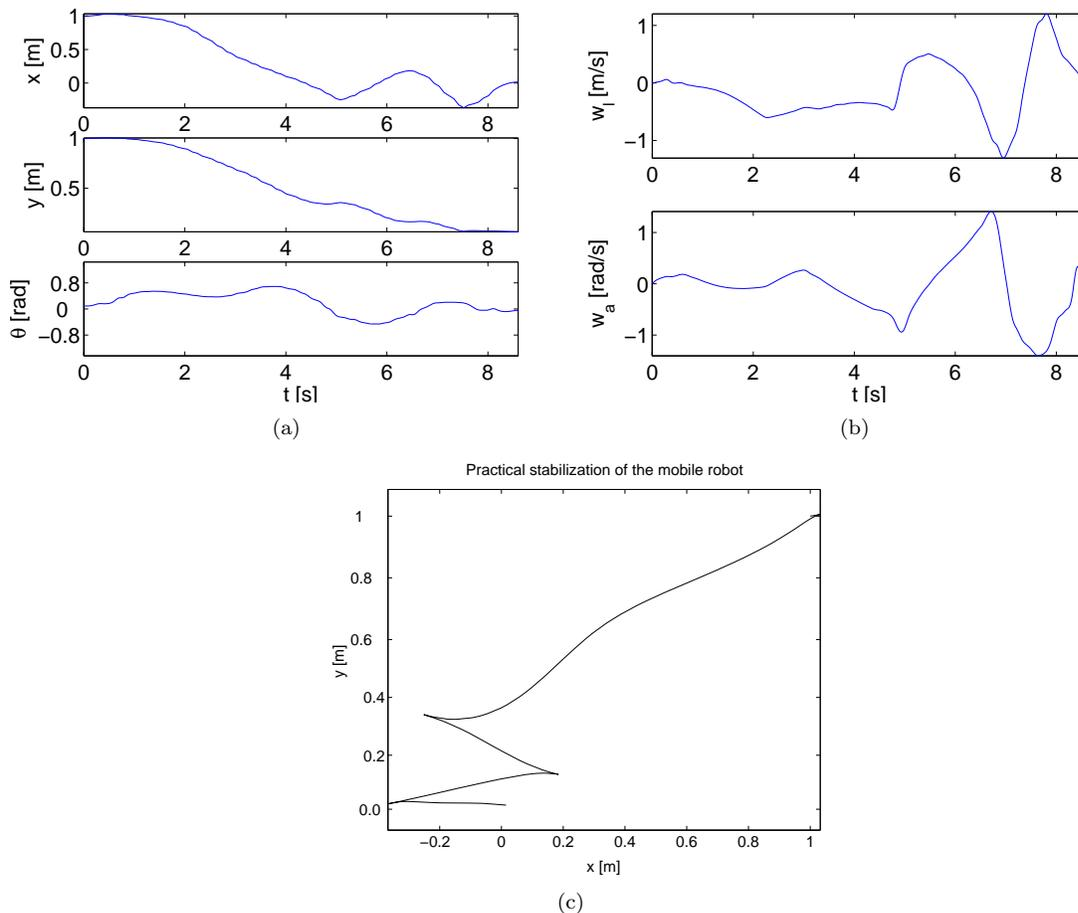 1
0.5
0
x [m]
0 2 4 6 8
1
0.5
y [m]
0 2 4 6 8
0.8
0
−0.8
θ [rad]
0 2 4 6 8
t [s]
(a)
1
0
−1
w_l [m/s]
0 2 4 6 8
1
0
−1
w_a [rad/s]
0 2 4 6 8
t [s]
(b)
Practical stabilization of the mobile robot
1
0.8
0.6
0.4
0.2
0.0
y [m]
−0.2 0 0.2 0.4 0.6 0.8 1
x [m]
(c)